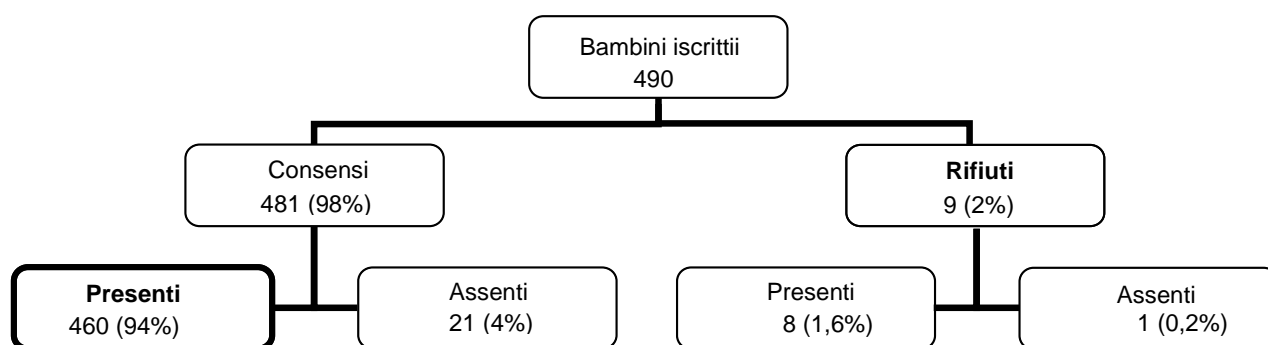 Bambini iscrittii
490
Consensi
481 (98%)
Rifiuti
9 (2%)
Presenti
460 (94%)
Assenti
21 (4%)
Presenti
8 (1,6%)
Assenti
1 (0,2%)